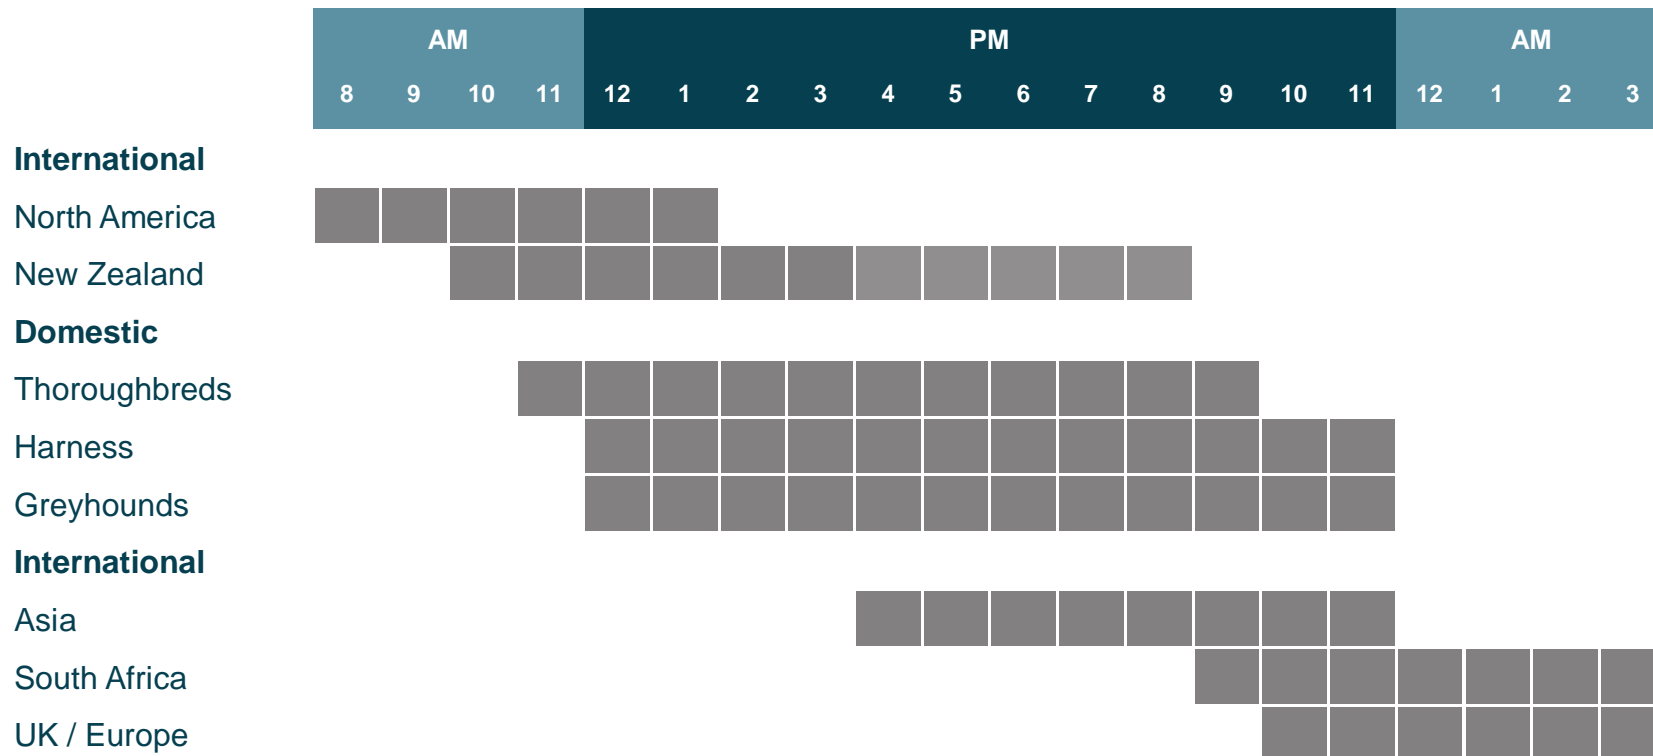 AM PM AM
8 9 10 11 12 1 2 3 4 5 6 7 8 9 10 11 12 1 2 3
International
North America
New Zealand
Domestic
Thoroughbreds
Harness
Greyhounds
International
Asia
South Africa
UK / Europe